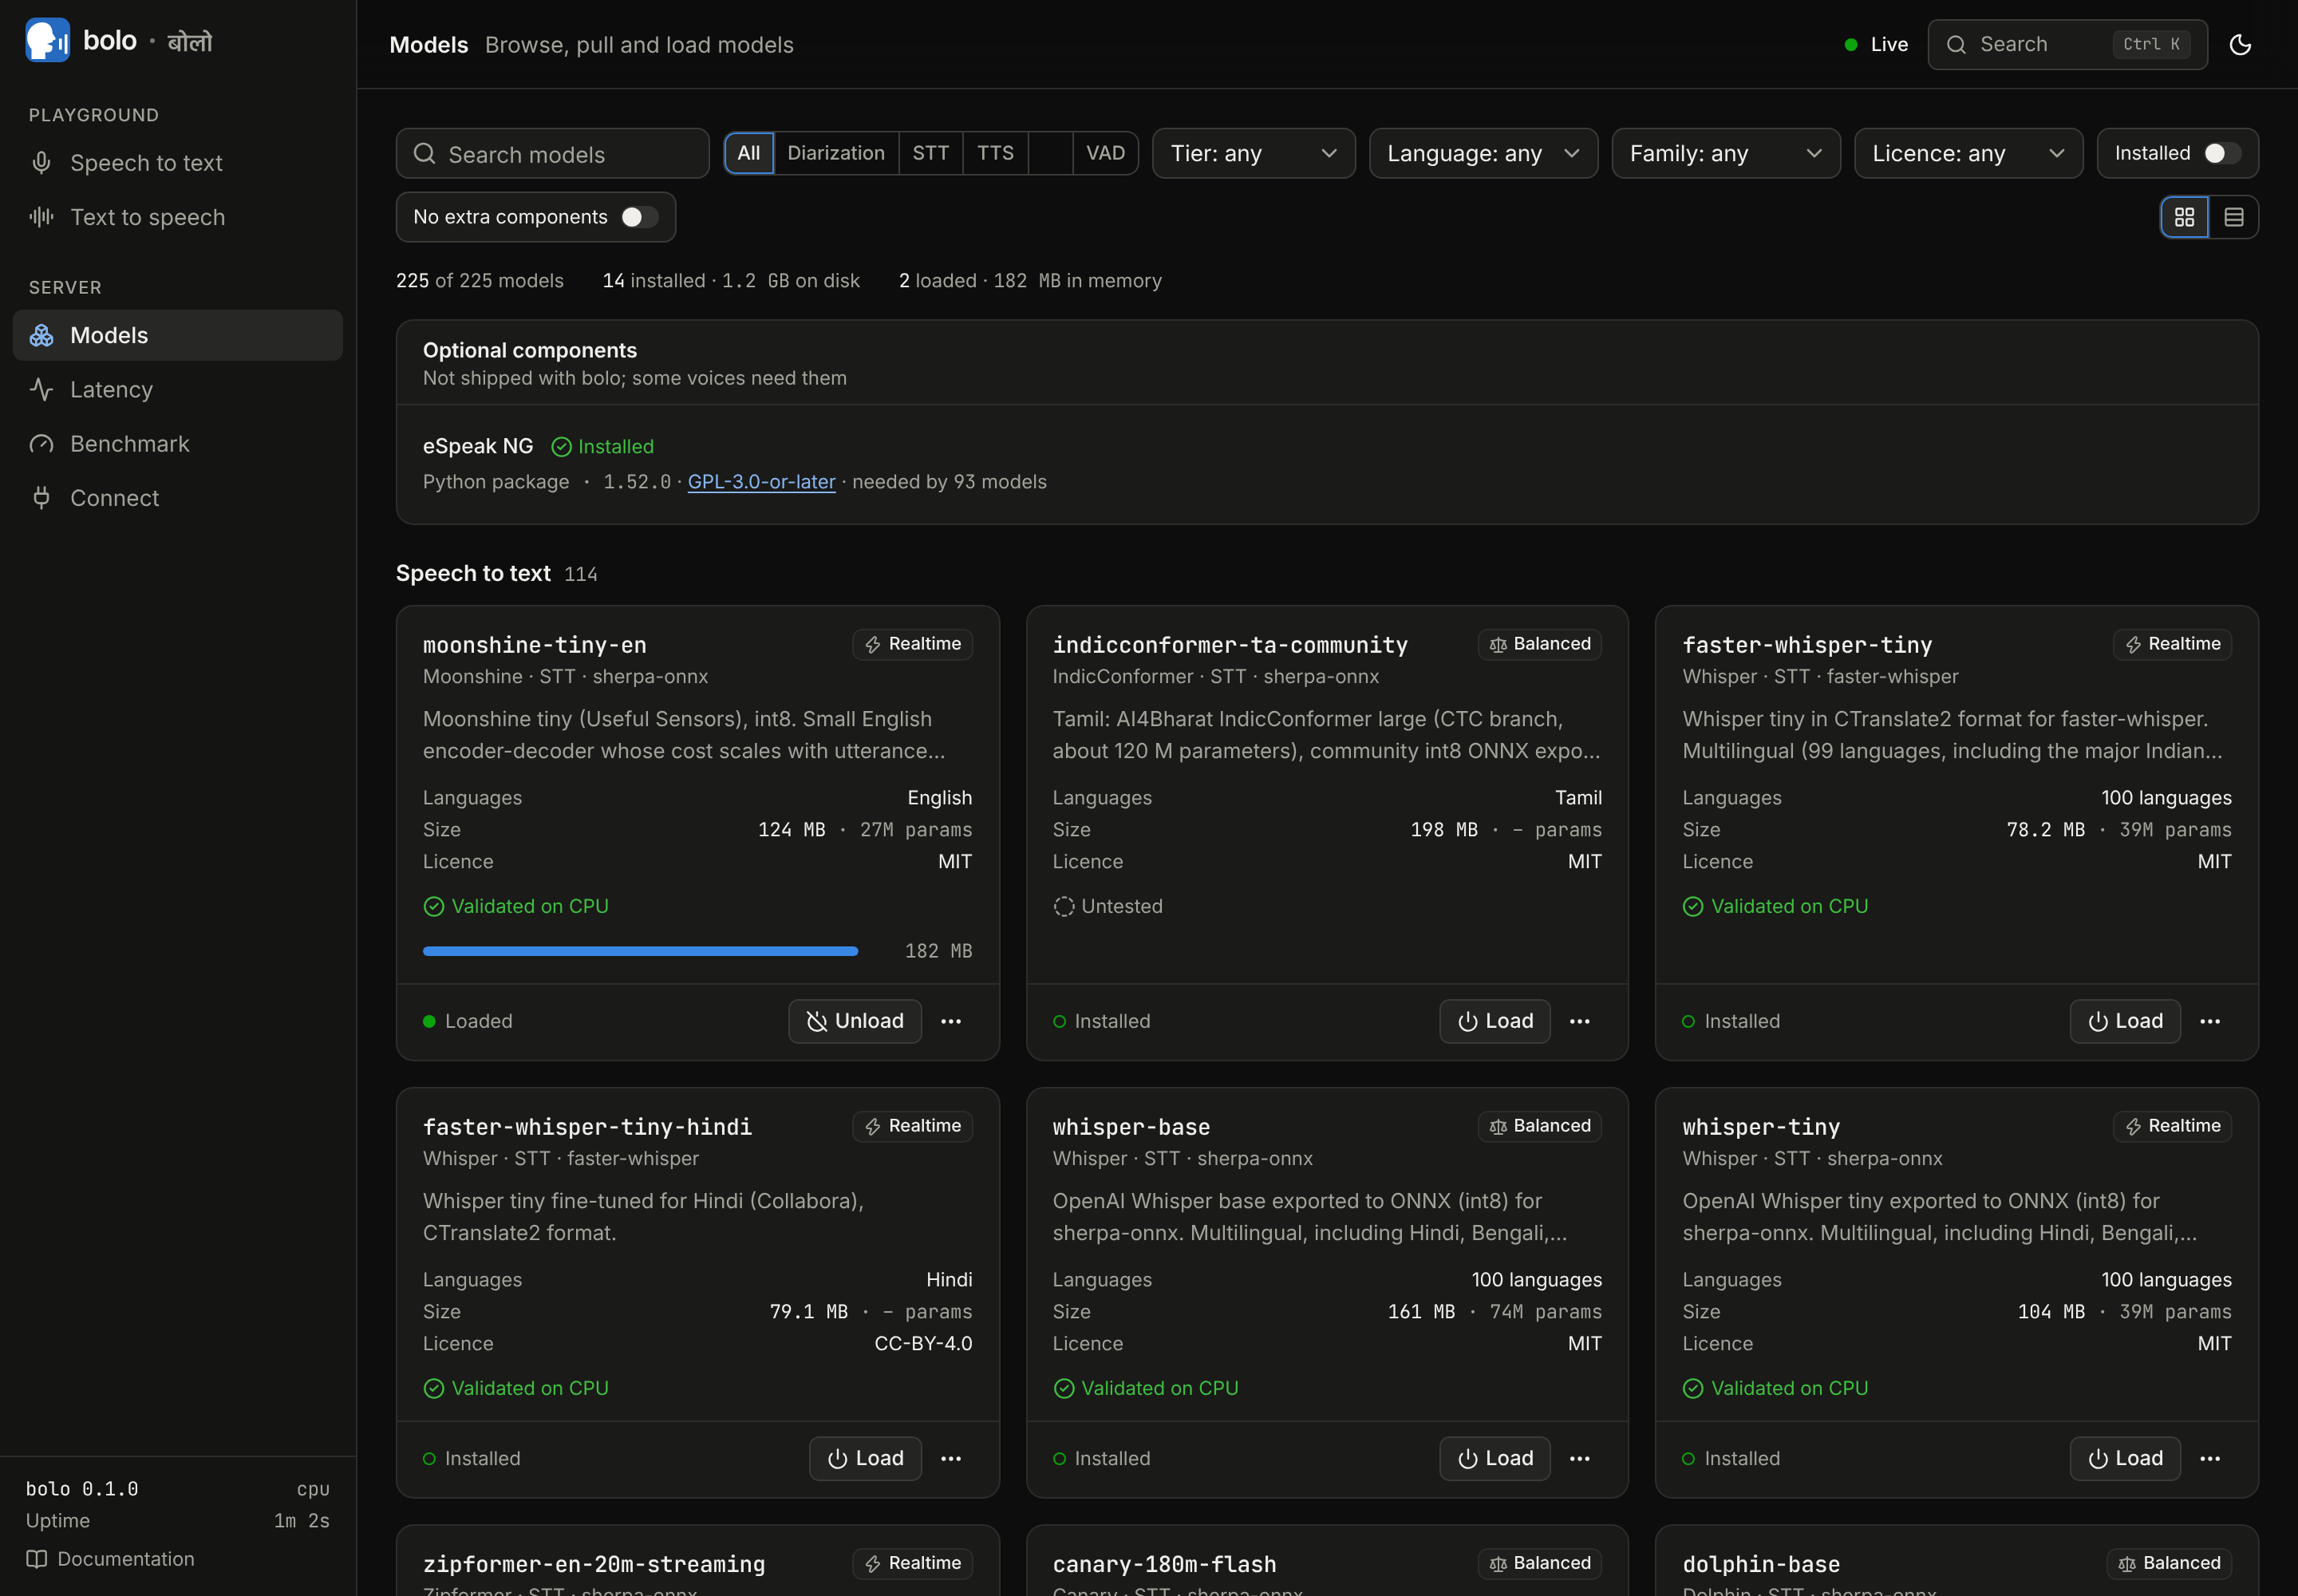 bolo · बोलो
PLAYGROUND
Speech to text
Text to speech
SERVER
Models
Latency
Benchmark
Connect
bolo 0.1.0 cpu
Uptime 1m 2s
Documentation
Models Browse, pull and load models
Live
Search Ctrl K
Search models
All Diarization STT TTS VAD
Tier: any
Language: any
Family: any
Licence: any
Installed
No extra components
225 of 225 models 14 installed · 1.2 GB on disk 2 loaded · 182 MB in memory
Optional components
Not shipped with bolo; some voices need them
eSpeak NG Installed
Python package · 1.52.0 · GPL-3.0-or-later · needed by 93 models
Speech to text 114
moonshine-tiny-en Realtime
Moonshine · STT · sherpa-onnx
Moonshine tiny (Useful Sensors), int8. Small English
encoder-decoder whose cost scales with utterance...
Languages English
Size 124 MB · 27M params
Licence MIT
Validated on CPU
182 MB
Loaded Unload
indicconformer-ta-community Balanced
IndicConformer · STT · sherpa-onnx
Tamil: AI4Bharat IndicConformer large (CTC branch,
about 120 M parameters), community int8 ONNX expo...
Languages Tamil
Size 198 MB · – params
Licence MIT
Untested
Installed Load
faster-whisper-tiny Realtime
Whisper · STT · faster-whisper
Whisper tiny in CTranslate2 format for faster-whisper.
Multilingual (99 languages, including the major Indian...
Languages 100 languages
Size 78.2 MB · 39M params
Licence MIT
Validated on CPU
Installed Load
faster-whisper-tiny-hindi Realtime
Whisper · STT · faster-whisper
Whisper tiny fine-tuned for Hindi (Collabora),
CTranslate2 format.
Languages Hindi
Size 79.1 MB · – params
Licence CC-BY-4.0
Validated on CPU
Installed Load
whisper-base Balanced
Whisper · STT · sherpa-onnx
OpenAI Whisper base exported to ONNX (int8) for
sherpa-onnx. Multilingual, including Hindi, Bengali,...
Languages 100 languages
Size 161 MB · 74M params
Licence MIT
Validated on CPU
Installed Load
whisper-tiny Realtime
Whisper · STT · sherpa-onnx
OpenAI Whisper tiny exported to ONNX (int8) for
sherpa-onnx. Multilingual, including Hindi, Bengali,...
Languages 100 languages
Size 104 MB · 39M params
Licence MIT
Validated on CPU
Installed Load
zipformer-en-20m-streaming Realtime
Zipformer · STT · sherpa-onnx
canary-180m-flash Balanced
Canary · STT · sherpa-onnx
dolphin-base Balanced
Dolphin · STT · sherpa-onnx